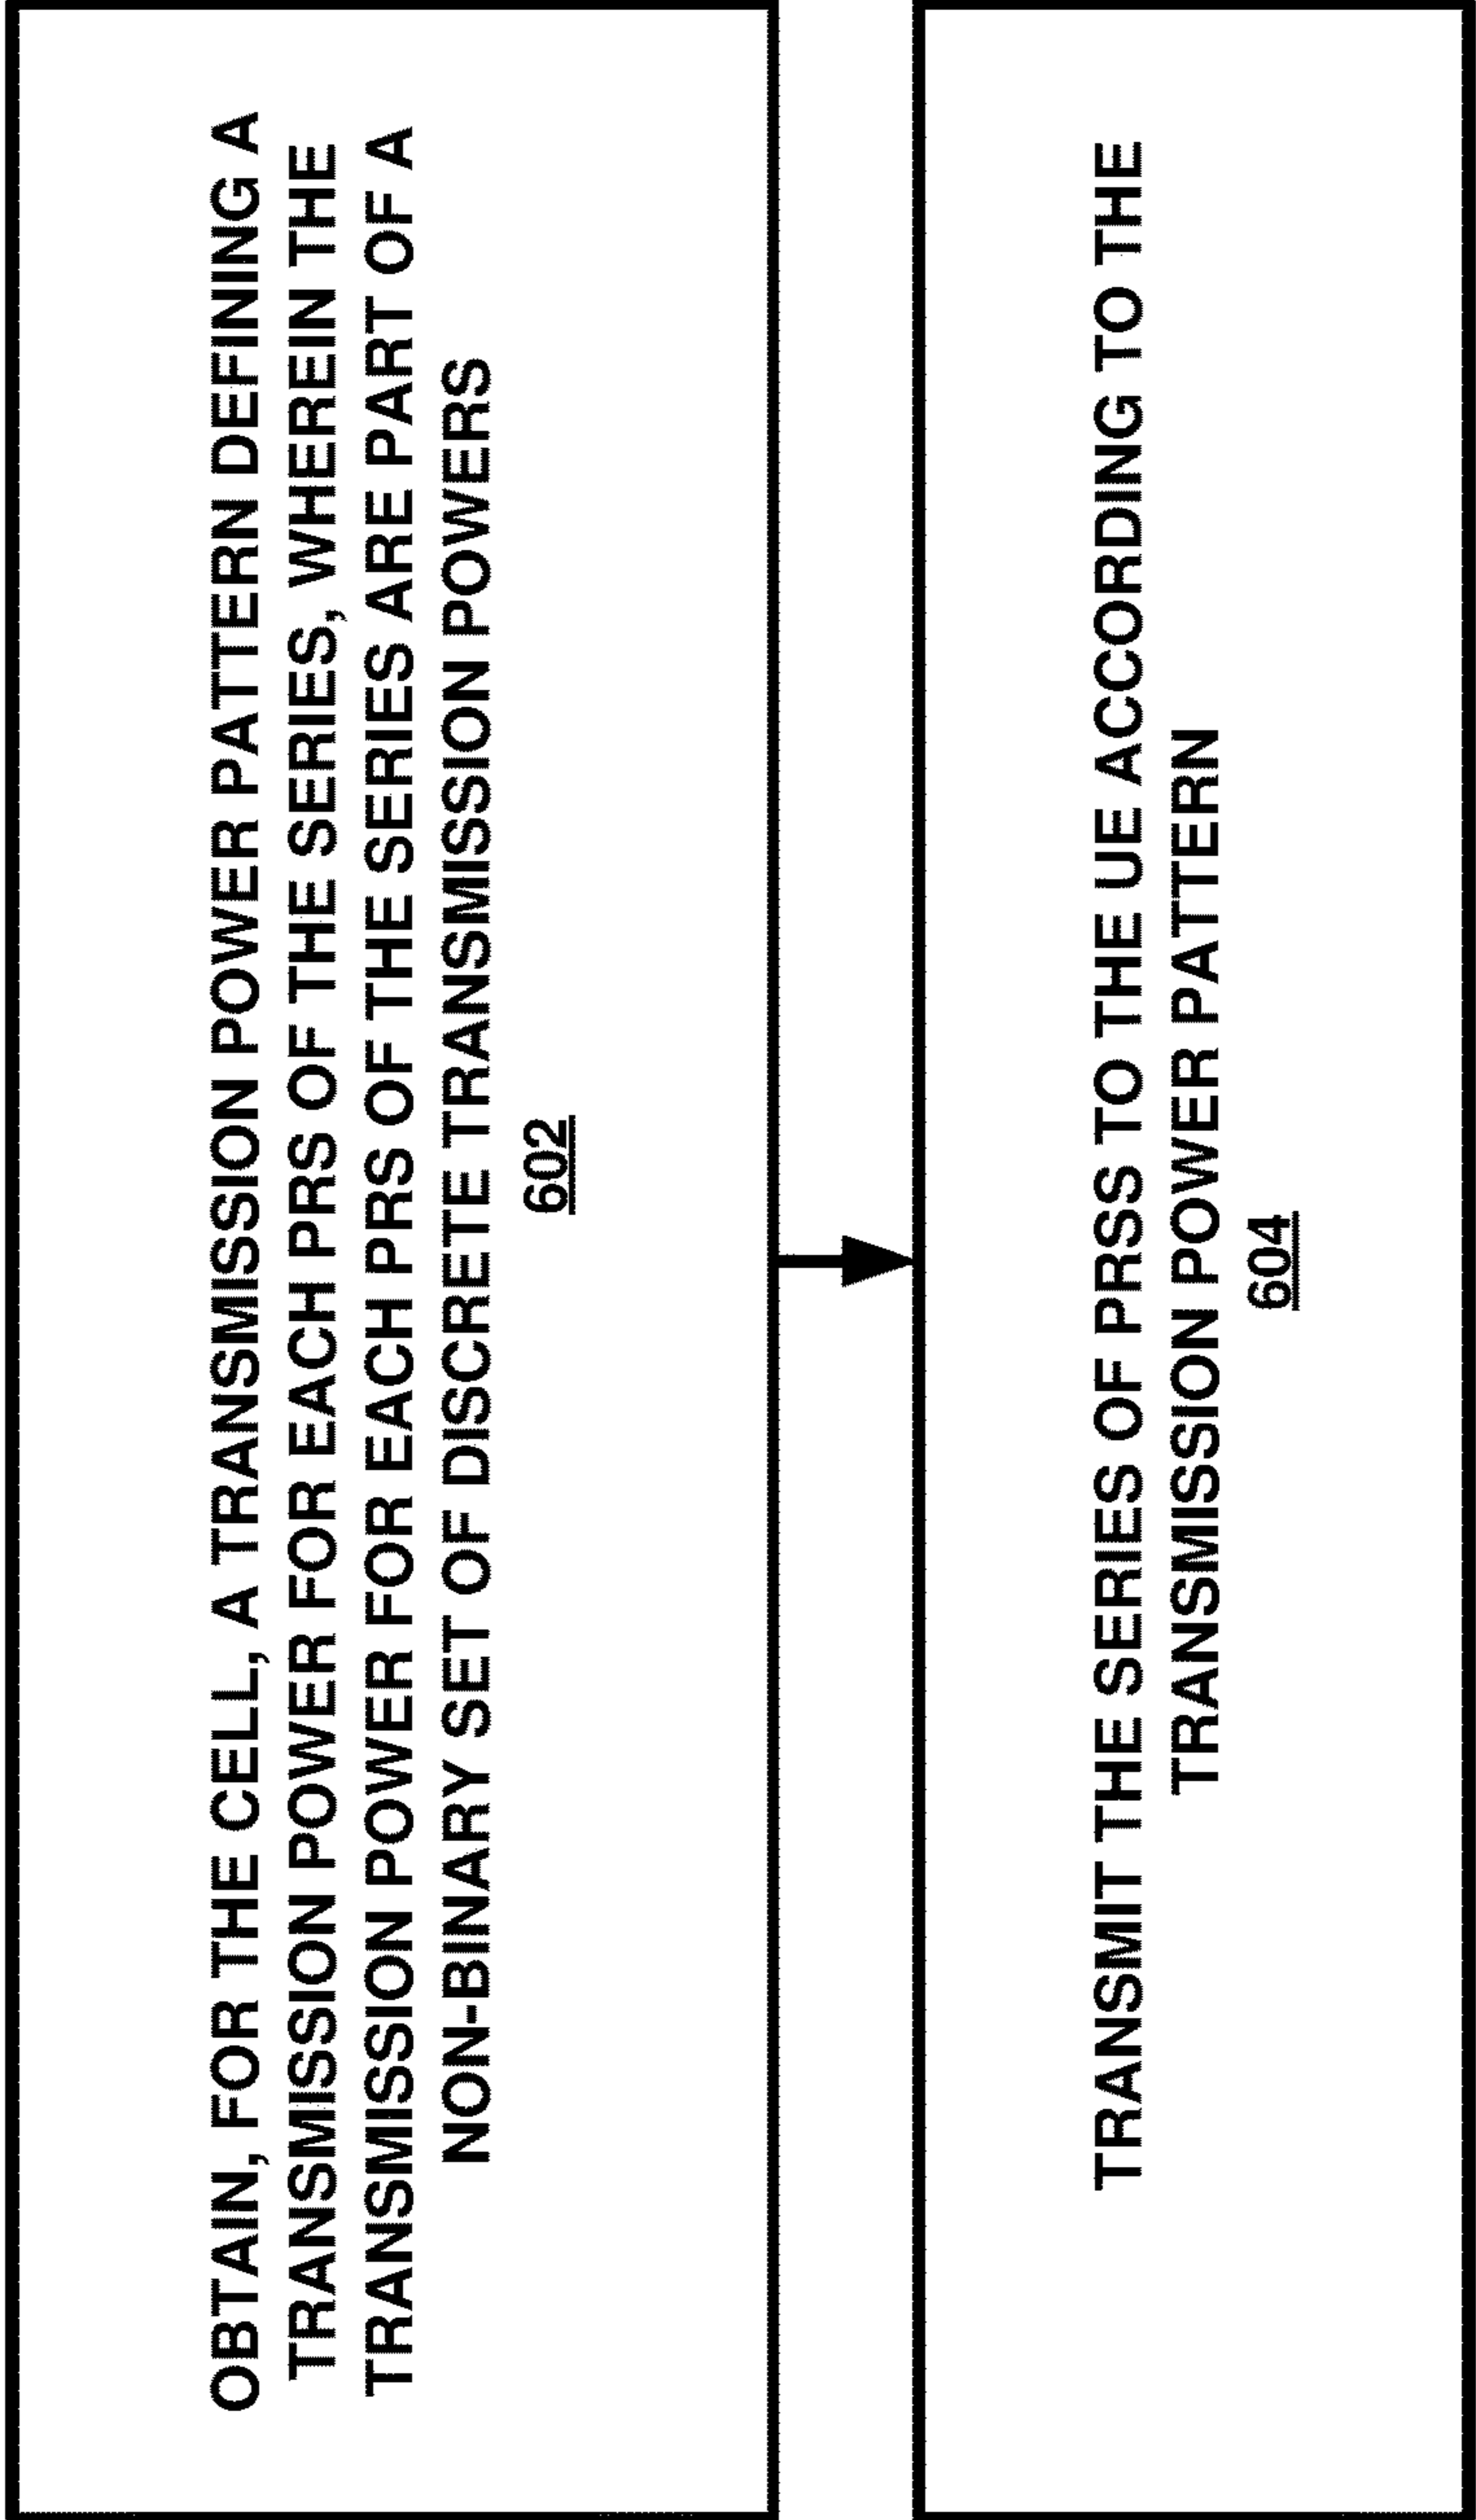 OBTAIN, FOR THE CELL, A TRANSMISSION POWER PATTERN DEFINING A
TRANSMISSION POWER FOR EACH PRS OF THE SERIES, WHEREIN THE
TRANSMISSION POWER FOR EACH PRS OF THE SERIES ARE PART OF A
NON-BINARY SET OF DISCRETE TRANSMISSION POWERS
602
TRANSMIT THE SERIES OF PRSS TO THE UE ACCORDING TO THE
TRANSMISSION POWER PATTERN
604